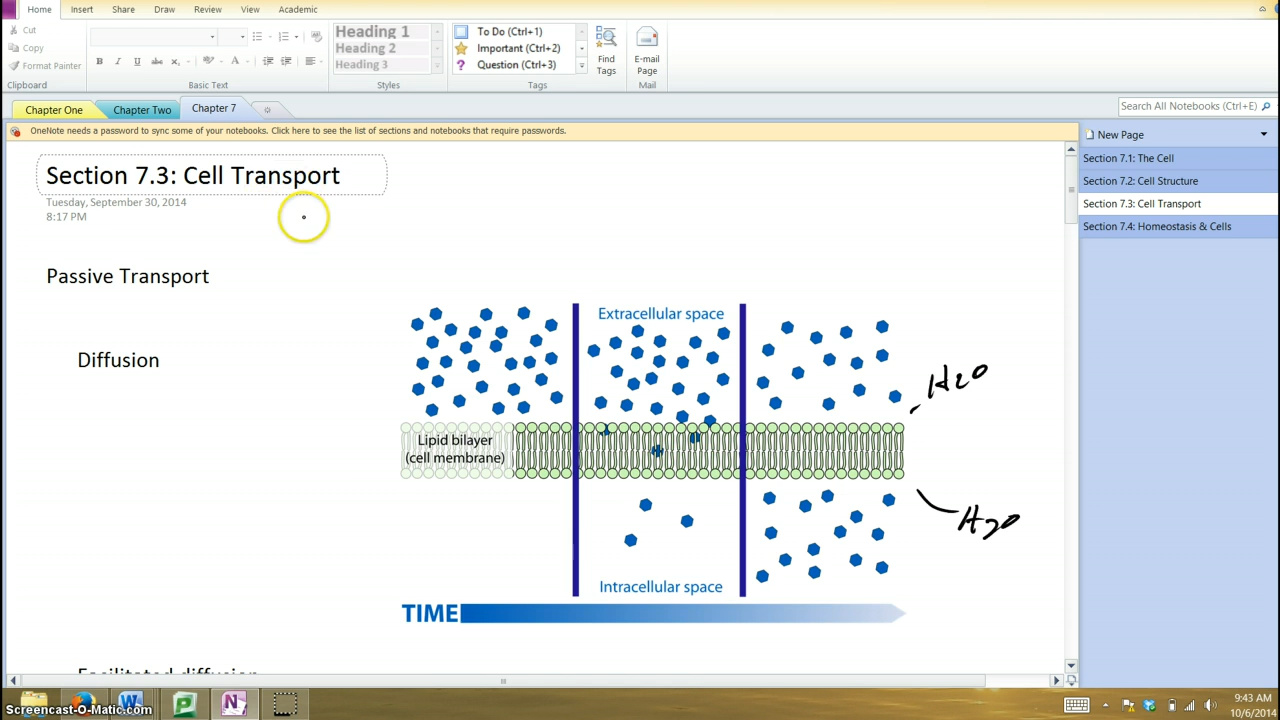 Home Insert Share Draw Review View Academic
Cut
Copy
Format Painter
Clipboard
B I U abc
Basic Text
Heading 1
Heading 2
Heading 3
Styles
To Do (Ctrl+1)
Important (Ctrl+2)
Question (Ctrl+3)
Tags
Find
Tags
E-mail
Page
Mail
Chapter One Chapter Two Chapter 7
Search All Notebooks (Ctrl+E)
OneNote needs a password to sync some of your notebooks. Click here to see the list of sections and notebooks that require passwords.
New Page
Section 7.1: The Cell
Section 7.2: Cell Structure
Section 7.3: Cell Transport
Section 7.4: Homeostasis & Cells
Section 7.3: Cell Transport
Tuesday, September 30, 2014
8:17 PM
Passive Transport
Diffusion
Extracellular space
H2O
Lipid bilayer
(cell membrane)
H2O
Intracellular space
TIME
Facilitated diffusion
Screencast-O-Matic.com
9:43 AM
10/6/2014